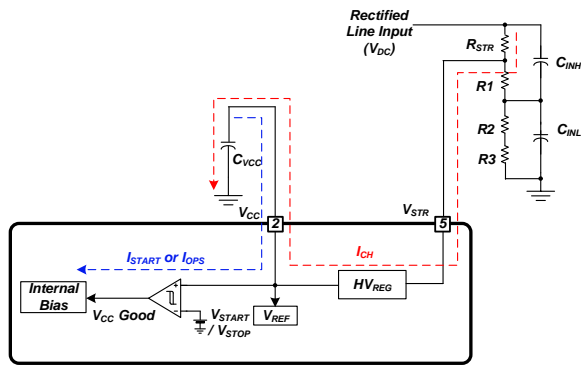 Rectified
Line Input
(VDC)
RSTR
CINH
R1
R2
CINL
R3
CVCC
VCC
2
VSTR
5
ISTART or IOPS
ICH
Internal
Bias
VCC Good
VSTART
/ VSTOP
VREF
HVREG
+
−